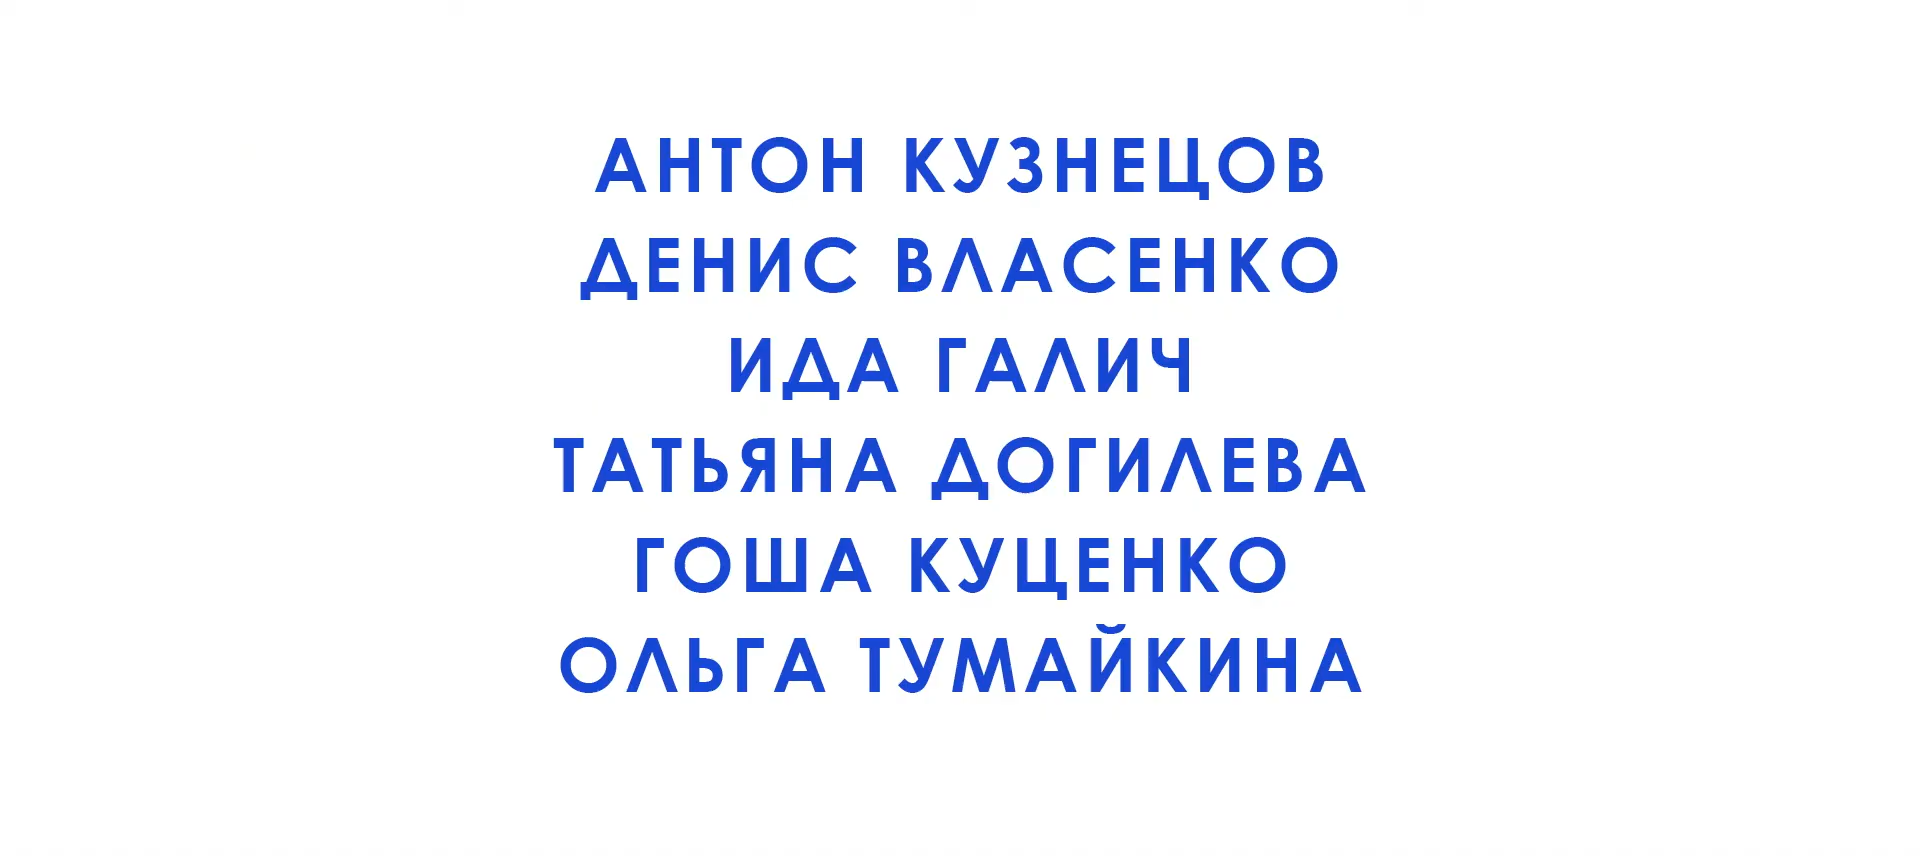 АНТОН КУЗНЕЦОВ
ДЕНИС ВЛАСЕНКО
ИДА ГАЛИЧ
ТАТЬЯНА ДОГИЛЕВА
ГОША КУЦЕНКО
ОЛЬГА ТУМАЙКИНА